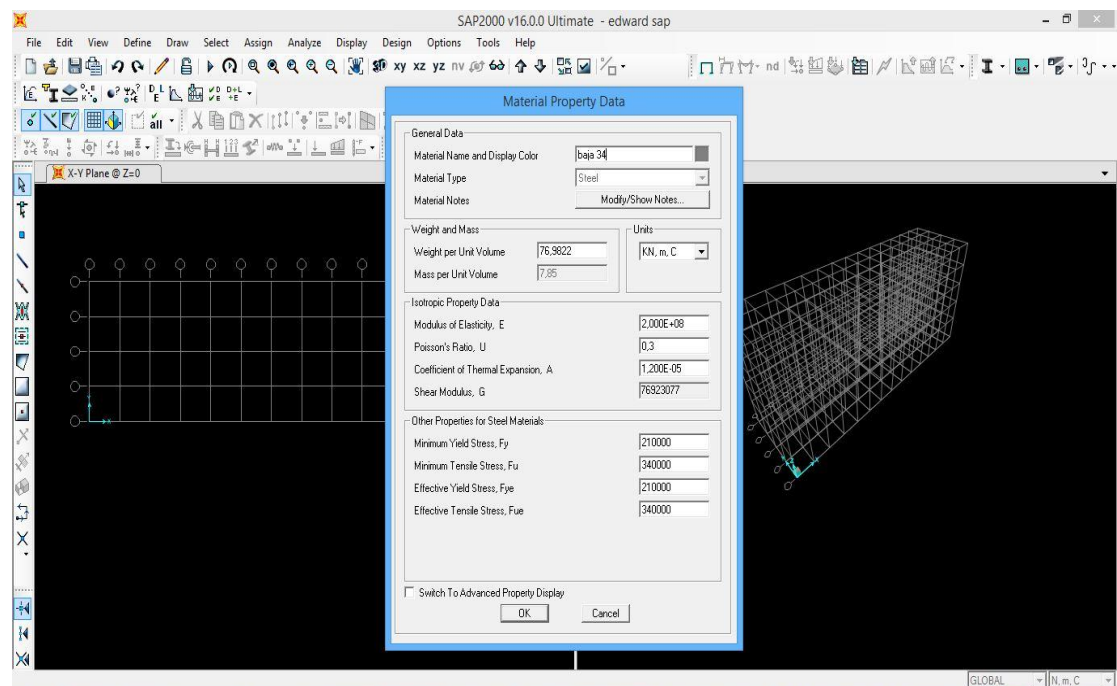 SAP2000 v16.0.0 Ultimate - edward sap
File Edit View Define Draw Select Assign Analyze Display Design Options Tools Help
xy xz yz nv
nd
all
X-Y Plane @ Z=0
Material Property Data
General Data
Material Name and Display Color baja 34
Material Type Steel
Material Notes Modify/Show Notes...
Weight and Mass
Weight per Unit Volume 76,9822
Mass per Unit Volume 7,85
Units
KN, m, C
Isotropic Property Data
Modulus of Elasticity, E 2,000E+08
Poisson's Ratio, U 0,3
Coefficient of Thermal Expansion, A 1,200E-05
Shear Modulus, G 76923077
Other Properties for Steel Materials
Minimum Yield Stress, Fy 210000
Minimum Tensile Stress, Fu 340000
Effective Yield Stress, Fye 210000
Effective Tensile Stress, Fue 340000
Switch To Advanced Property Display
OK Cancel
GLOBAL N, m, C